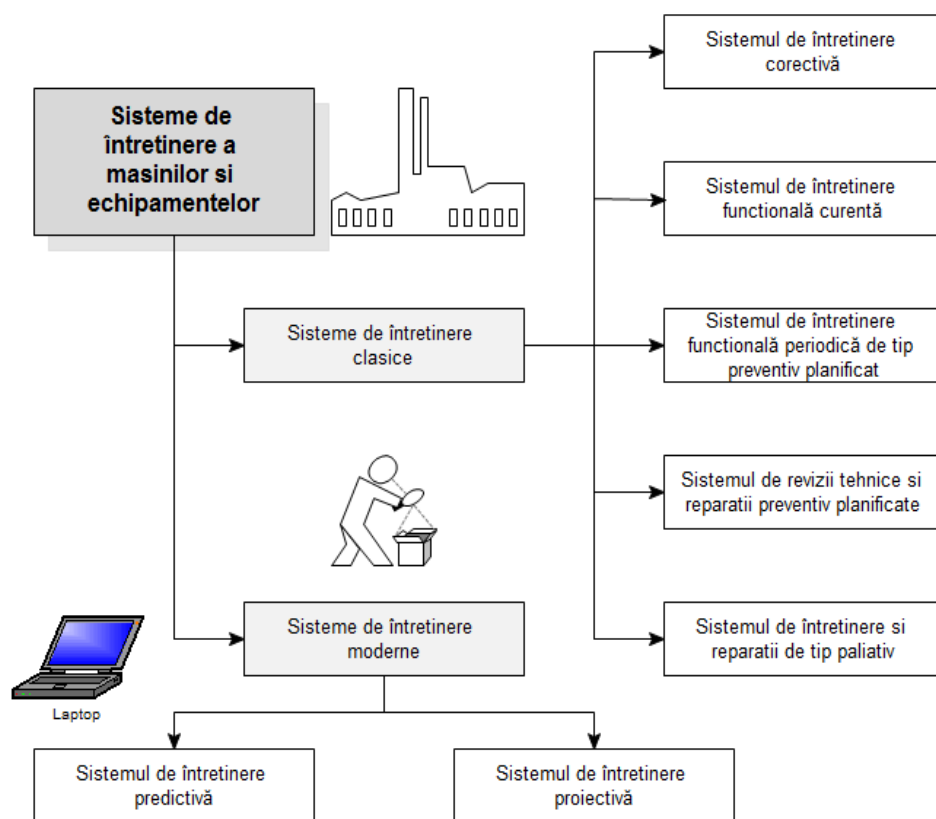 Sisteme de
întretinere a
masinilor si
echipamentelor
Sisteme de întretinere
clasice
Sistemul de întretinere
corectivă
Sistemul de întretinere
functională curentă
Sistemul de întretinere
functională periodică de tip
preventiv planificat
Sistemul de revizii tehnice si
reparatii preventiv planificate
Sistemul de întretinere si
reparatii de tip paliativ
Sisteme de întretinere
moderne
Laptop
Sistemul de întretinere
predictivă
Sistemul de întretinere
proiectivă